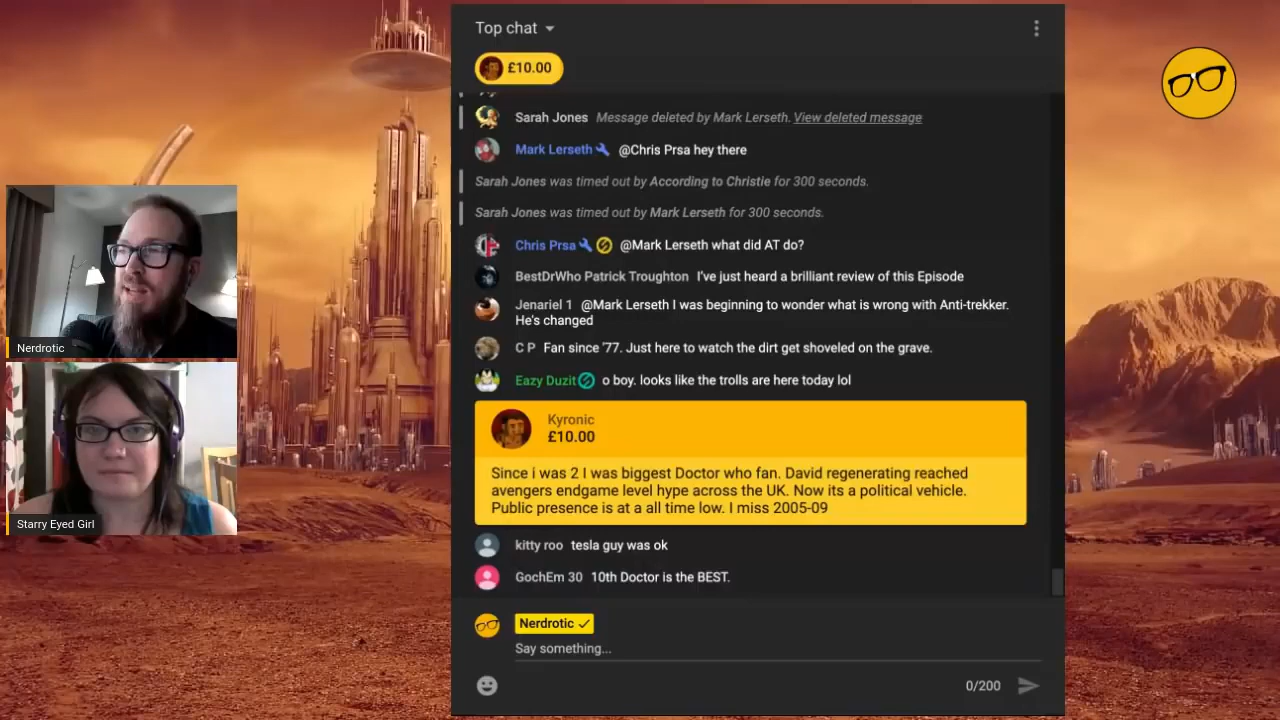 Top chat
£10.00
Sarah Jones Message deleted by Mark Lerseth. View deleted message
Mark Lerseth @Chris Prsa hey there
Sarah Jones was timed out by According to Christie for 300 seconds.
Sarah Jones was timed out by Mark Lerseth for 300 seconds.
Chris Prsa @Mark Lerseth what did AT do?
BestDrWho Patrick Troughton I've just heard a brilliant review of this Episode
Jenariel 1 @Mark Lerseth I was beginning to wonder what is wrong with Anti-trekker.
He's changed
C P Fan since '77. Just here to watch the dirt get shoveled on the grave.
Eazy Duzit o boy. looks like the trolls are here today lol
Kyronic
£10.00
Since i was 2 I was biggest Doctor who fan. David regenerating reached
avengers endgame level hype across the UK. Now its a political vehicle.
Public presence is at a all time low. I miss 2005-09
kitty roo tesla guy was ok
GochEm 30 10th Doctor is the BEST.
Nerdrotic
Say something...
0/200
Nerdrotic
Starry Eyed Girl